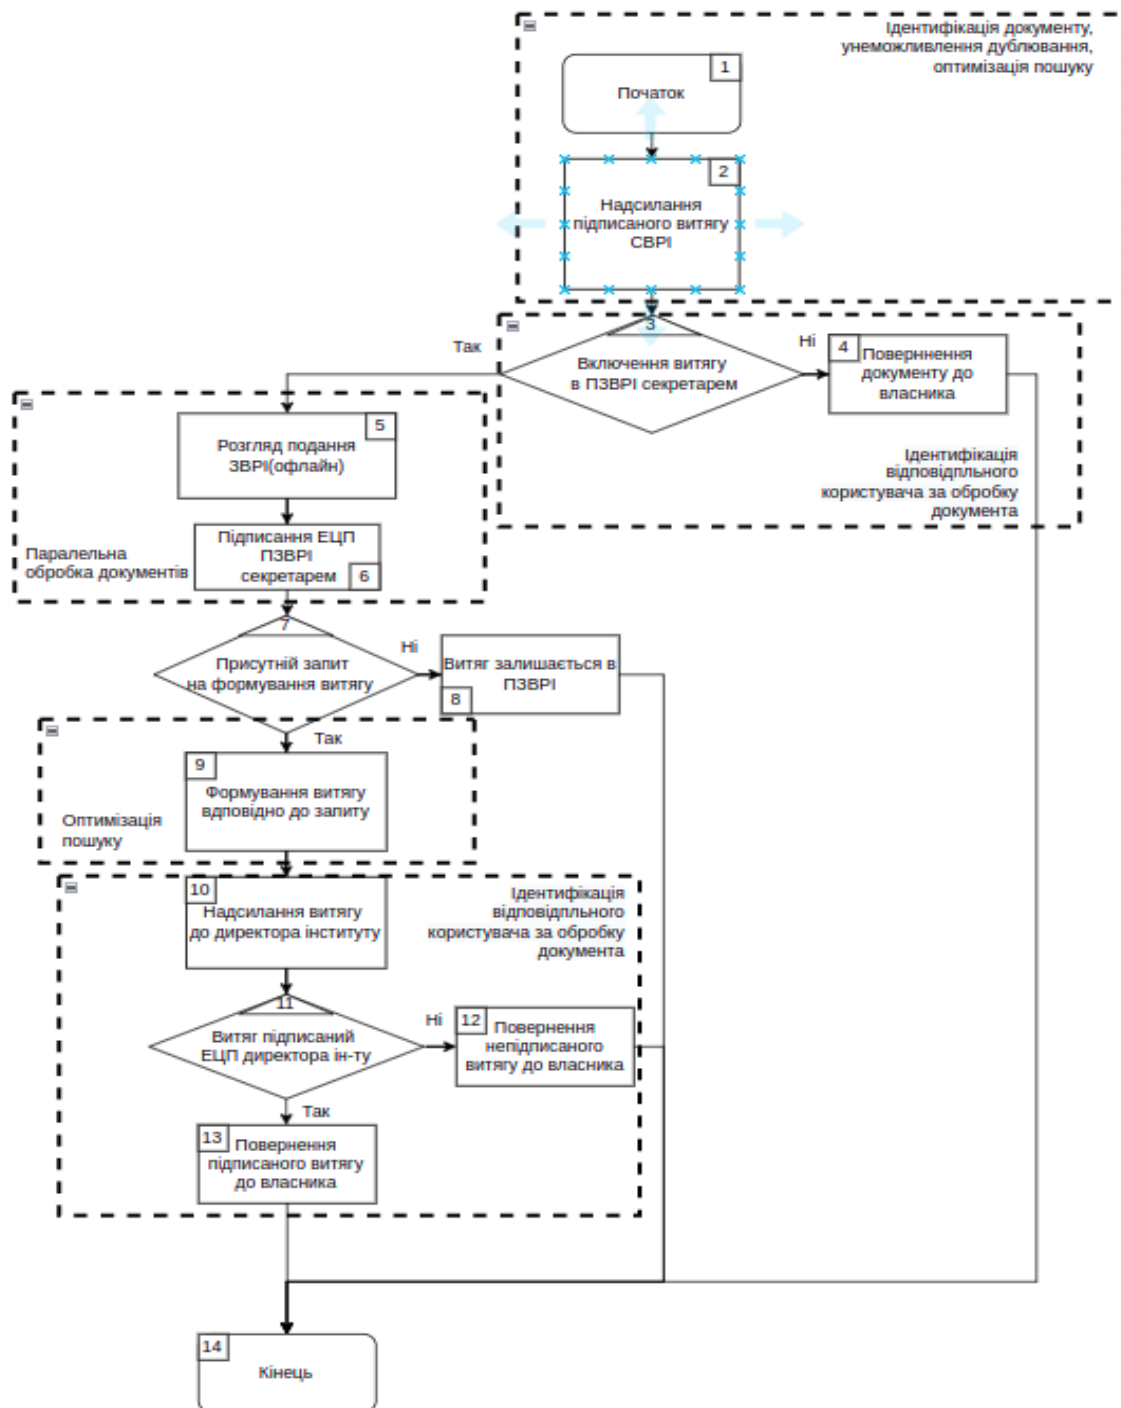 Ідентифікація документу,
унеможливлення дублювання,
оптимізація пошуку
1
Початок
2
Надсилання
підписаного витягу
СВРІ
3
Включення витягу
в ПЗВРІ секретарем
Так
Ні
4
Поверннення
документу до
власника
Ідентифікація
відповідпльного
користувача за обробку
документа
5
Розгляд подання
ЗВРІ(офлайн)
Підписання ЕЦП
ПЗВРІ
секретарем
6
Паралельна
обробка документів
7
Присутній запит
на формування витягу
Ні
Витяг залишається в
ПЗВРІ
8
Так
9
Формування витягу
вдповідно до запиту
Оптимізація
пошуку
10
Надсилання витягу
до директора інституту
Ідентифікація
відповідпльного
користувача за обробку
документа
11
Витяг підписаний
ЕЦП директора ін-ту
Ні
12
Повернення
непідписаного
витягу до власника
Так
13
Повернення
підписаного витягу
до власника
14
Кінець